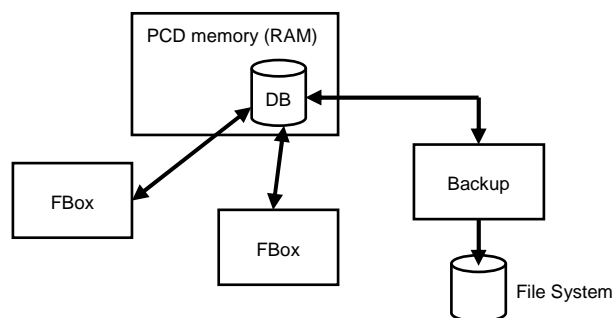 PCD memory (RAM)
DB
FBox
Backup
FBox
File System